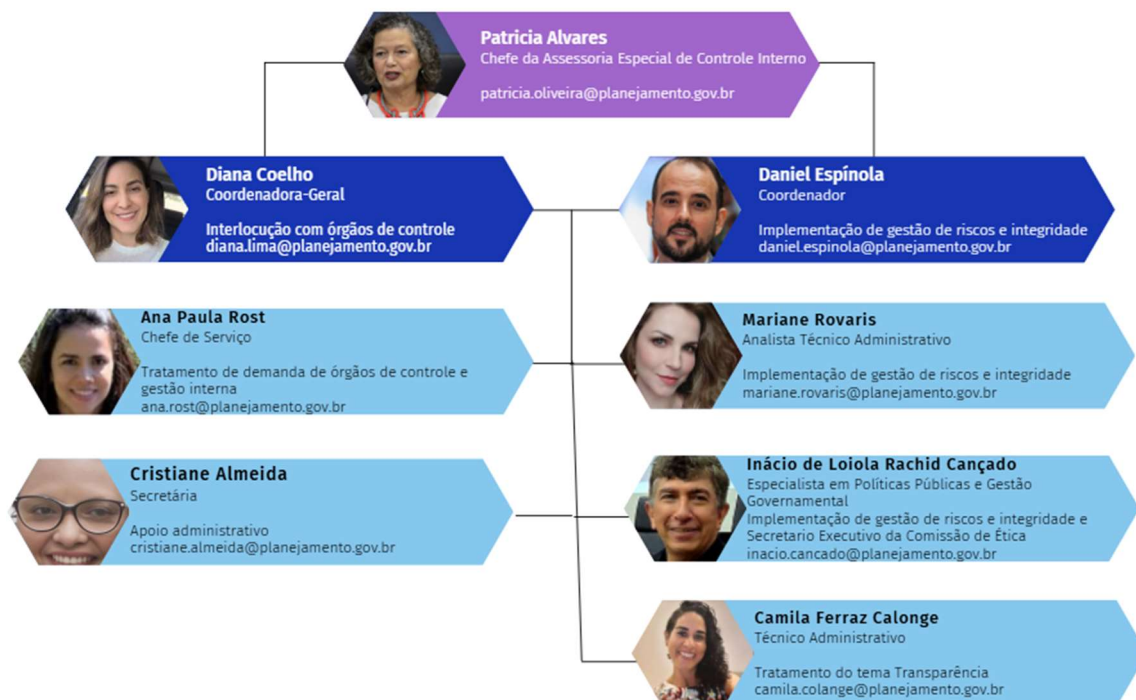 Patricia Alvares
Chefe da Assessoria Especial de Controle Interno
patricia.oliveira@planejamento.gov.br
Diana Coelho
Coordenadora-Geral
Interlocução com órgãos de controle
diana.lima@planejamento.gov.br
Daniel Espínola
Coordenador
Implementação de gestão de riscos e integridade
daniel.espinola@planejamento.gov.br
Ana Paula Rost
Chefe de Serviço
Tratamento de demanda de órgãos de controle e
gestão interna
ana.rost@planejamento.gov.br
Mariane Rovaris
Analista Técnico Administrativo
Implementação de gestão de riscos e integridade
mariane.rovaris@planejamento.gov.br
Cristiane Almeida
Secretária
Apoio administrativo
cristiane.almeida@planejamento.gov.br
Inácio de Loiola Rachid Cançado
Especialista em Políticas Públicas e Gestão
Governamental
Implementação de gestão de riscos e integridade e
Secretario Executivo da Comissão de Ética
inacio.cancado@planejamento.gov.br
Camila Ferraz Calonge
Técnico Administrativo
Tratamento do tema Transparência
camila.colange@planejamento.gov.br